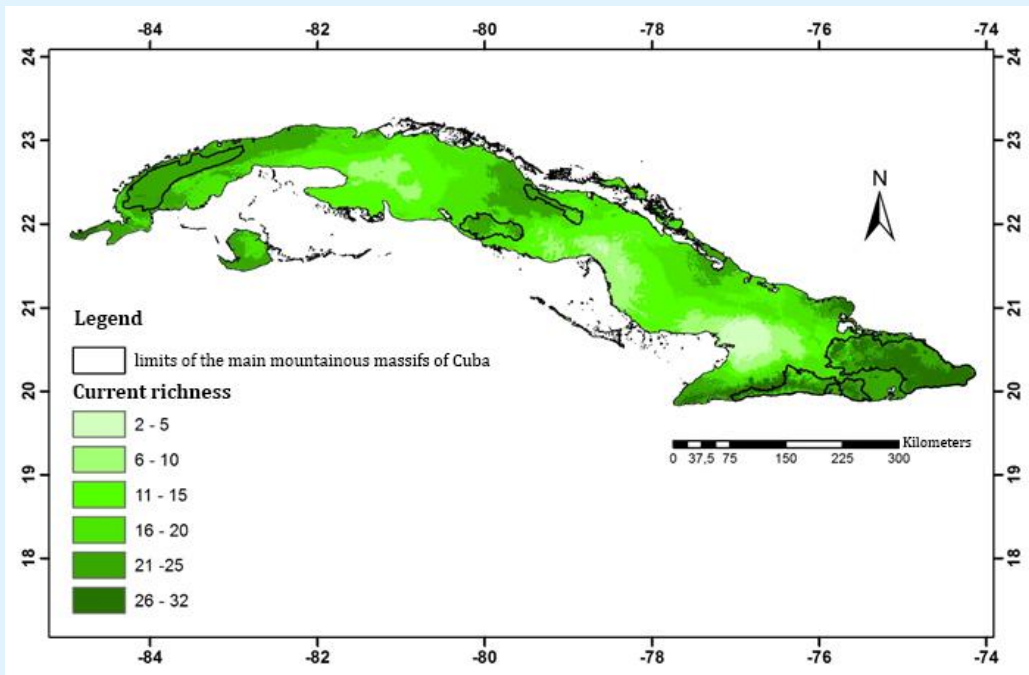 -84 -82 -80 -78 -76 -74
24 24
23 23
N
22 22
21 21
Legend
limits of the main mountainous massifs of Cuba
20 20
Current richness
2 - 5
Kilometers
0 37,5 75 150 225 300
6 - 10
19 19
11 - 15
16 - 20
18 18
21 -25
26 - 32
-84 -82 -80 -78 -76 -74